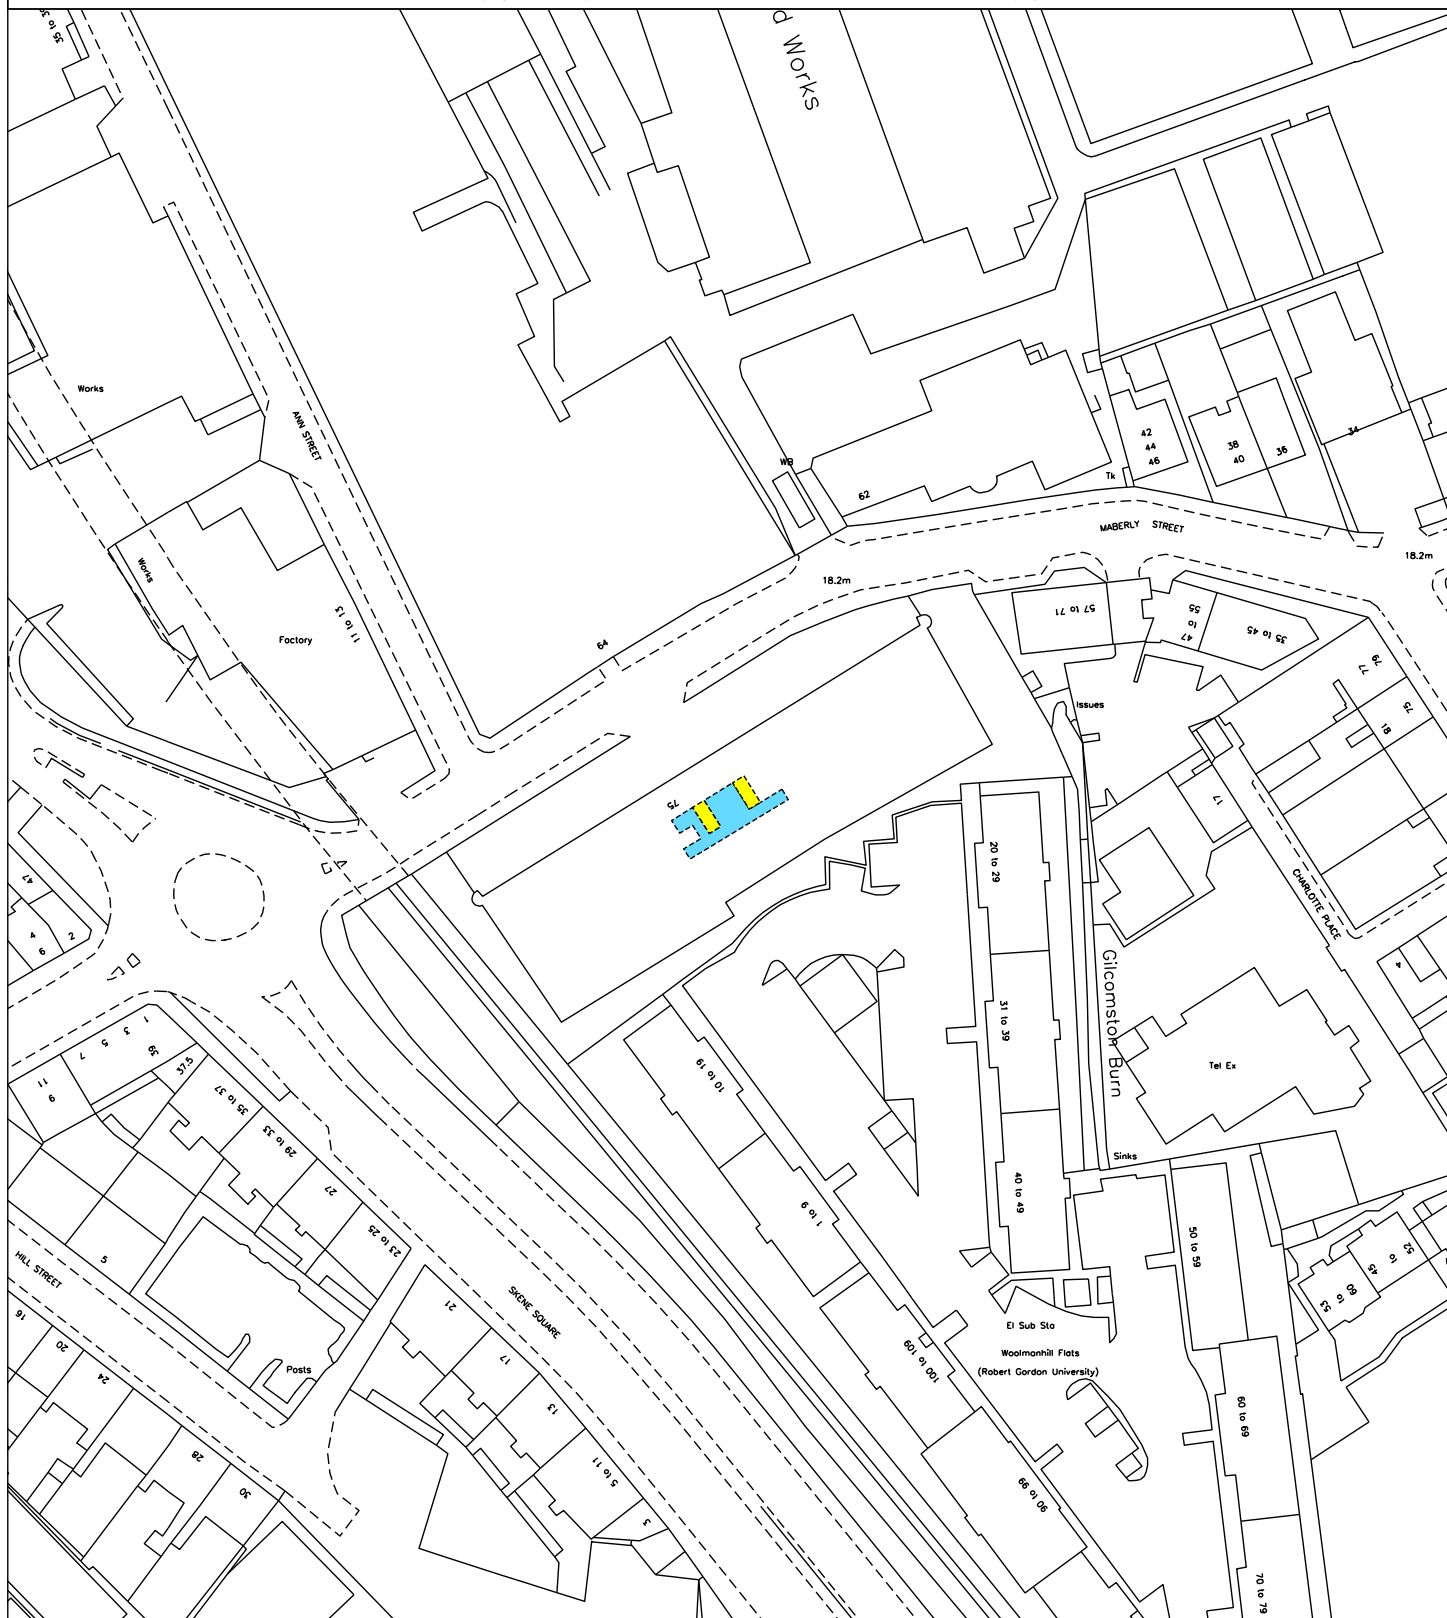 35 to 39
d Works
Works
ANN STREET
WB
62
Tk
42
44
46
38
40
36
34
MABERLY STREET
18.2m
18.2m
Works
Factory
11 to 13
64
57 to 71
55
to
47
35 to 45
79
77
75
18
Issues
17
75
20 to 29
CHARLOTTE PLACE
47
4
6
2
4
31 to 39
Gilcomston Burn
Tel Ex
1
3
5
7
39
37.5
11
9
35 to 37
10 to 19
29 to 33
27
Sinks
40 to 49
1 to 9
23 to 25
50 to 59
52
to
45
60
to
53
5
HILL STREET
SKENE SQUARE
21
16
20
24
El Sub Sta
Woolmanhill Flats
(Robert Gordon University)
Posts
17
100 to 109
13
60 to 69
28
30
5 to 11
90 to 99
3
70 to 79